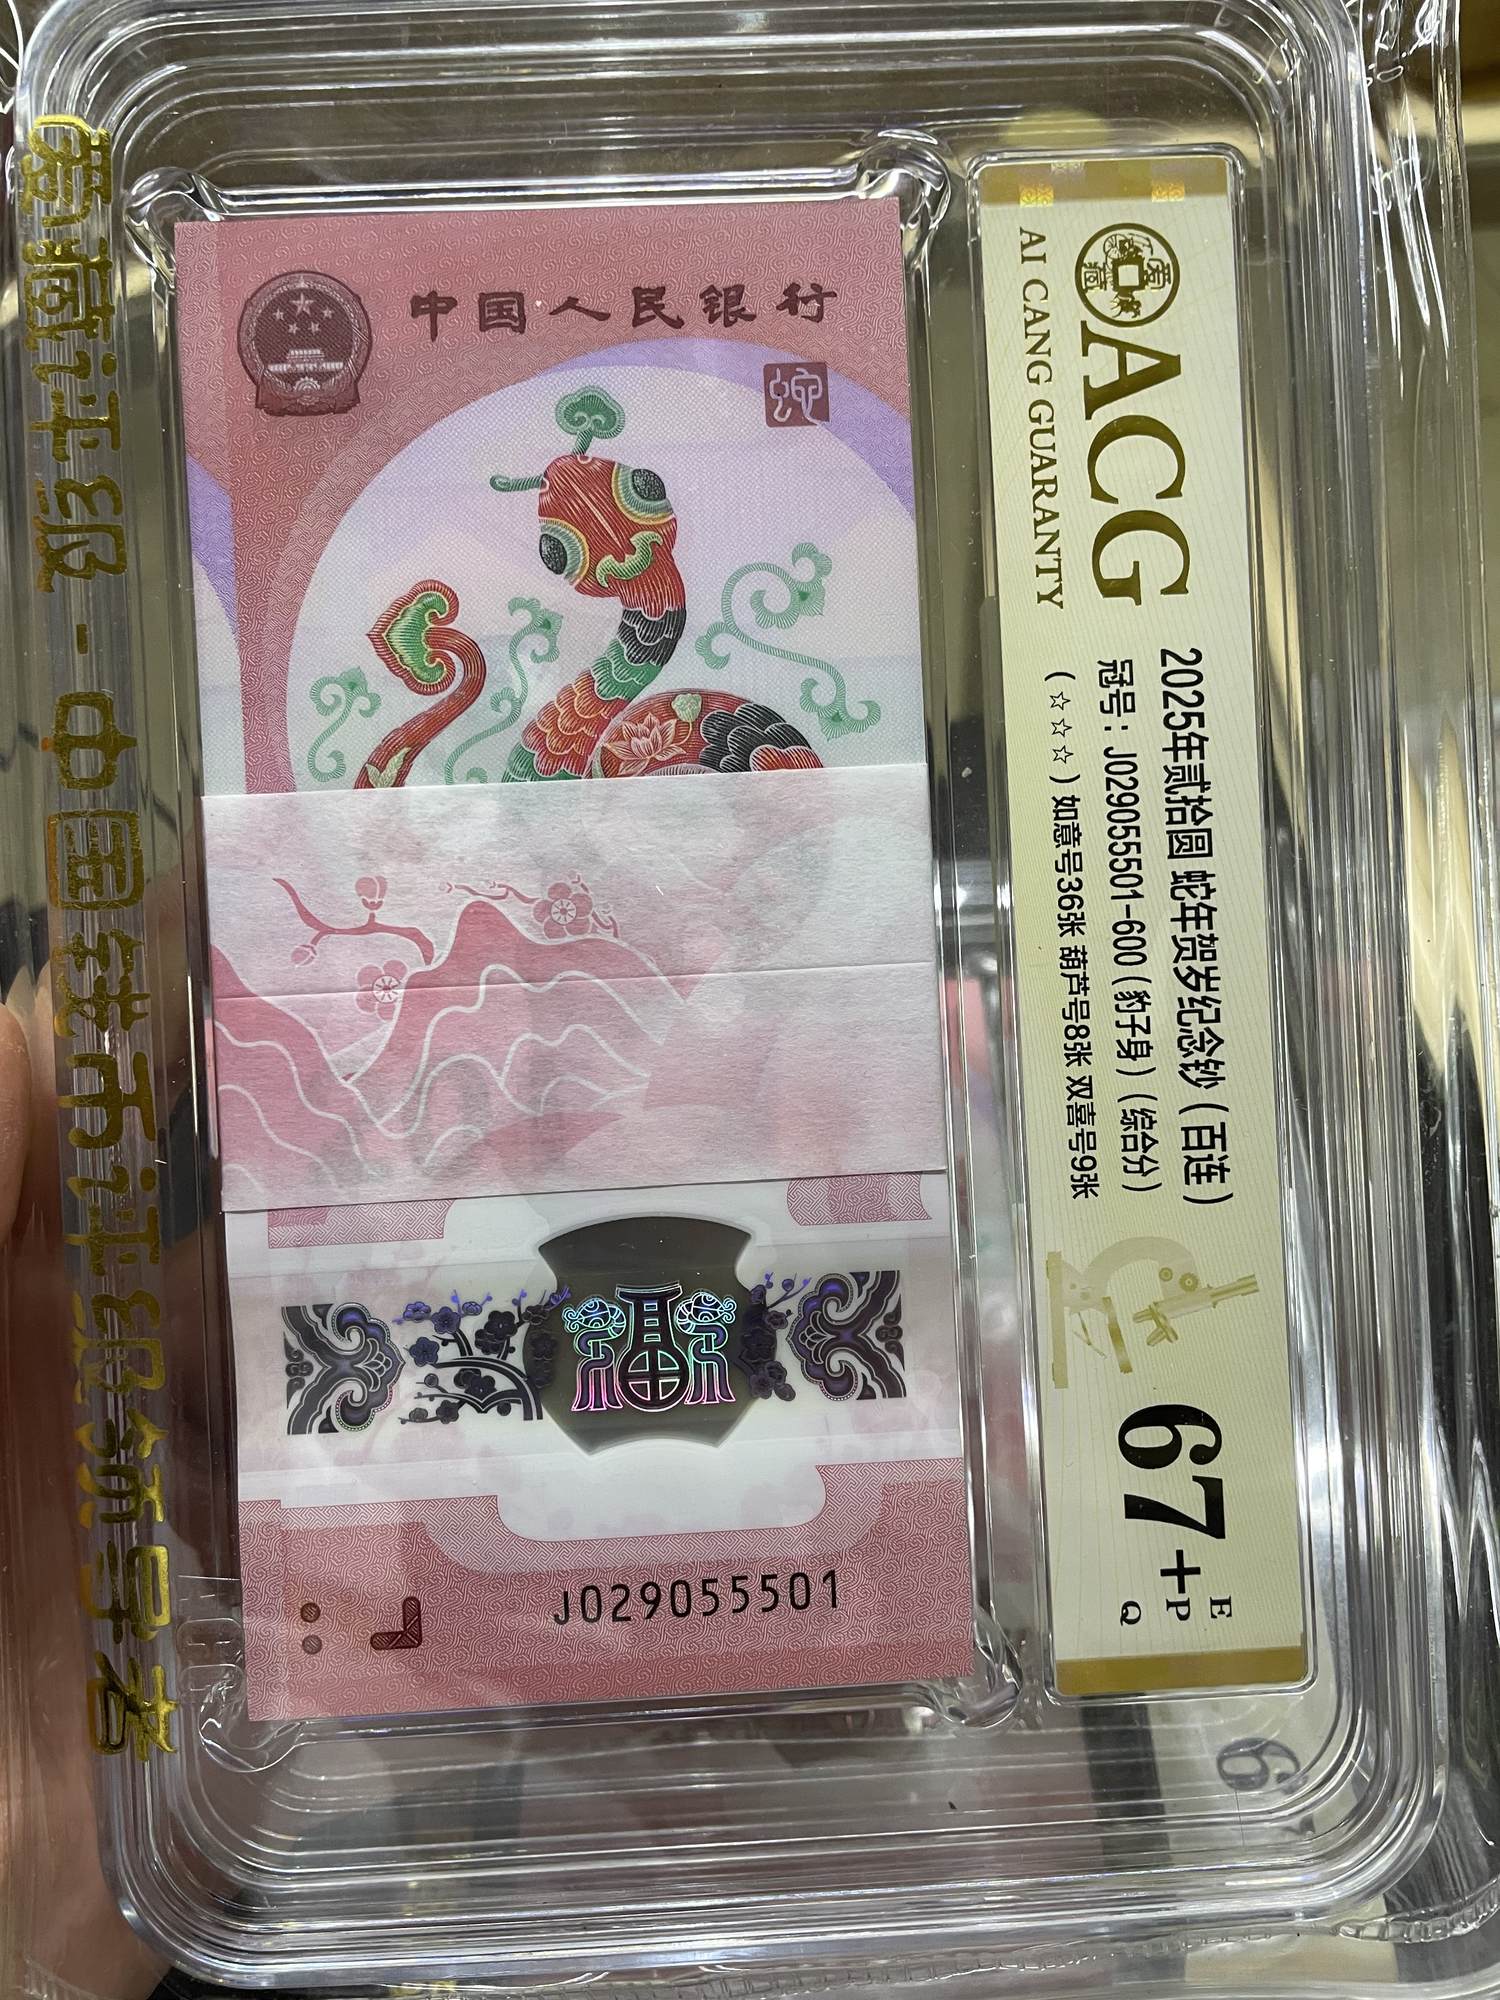 爱藏评级-中国钱币评级领导者
中国人民银行
蛇
J029055501
爱藏
ACG
AI CANG GUARANTY
2025年贰拾圆 蛇年贺岁纪念钞(百连)
冠号:J029055501-600(豹子身)(综合分)
(☆☆☆)如意号36张 葫芦号8张 双喜号9张
67+
E
P
Q